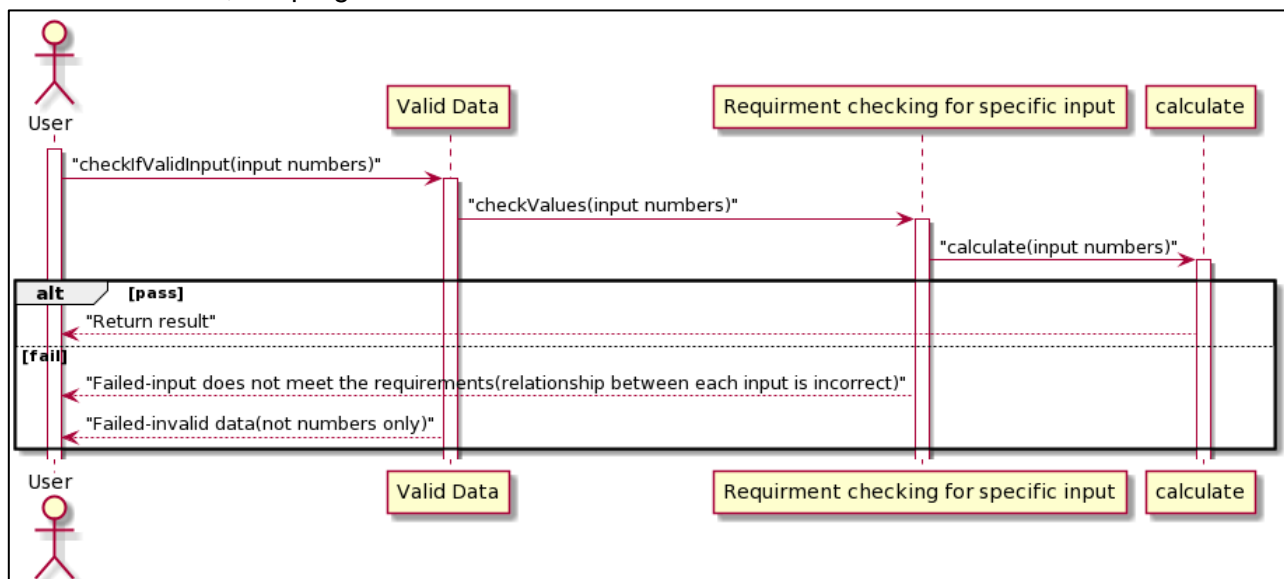 User
Valid Data
Requirment checking for specific input
calculate
"checkIfValidInput(input numbers)"
"checkValues(input numbers)"
"calculate(input numbers)"
alt [pass]
"Return result"
[fail]
"Failed-input does not meet the requirements(relationship between each input is incorrect)"
"Failed-invalid data(not numbers only)"
User
Valid Data
Requirment checking for specific input
calculate